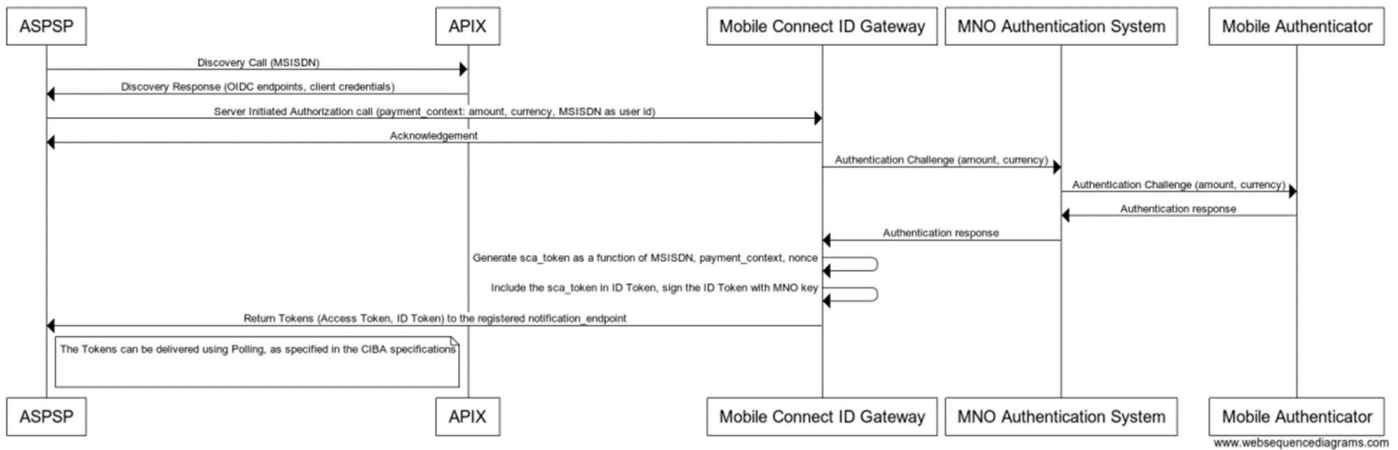 ASPSP
APIX
Mobile Connect ID Gateway
MNO Authentication System
Mobile Authenticator
Discovery Call (MSISDN)
Discovery Response (OIDC endpoints, client credentials)
Server Initiated Authorization call (payment_context: amount, currency, MSISDN as user id)
Acknowledgement
Authentication Challenge (amount, currency)
Authentication Challenge (amount, currency)
Authentication response
Authentication response
Generate sca_token as a function of MSISDN, payment_context, nonce
Include the sca_token in ID Token, sign the ID Token with MNO key
Return Tokens (Access Token, ID Token) to the registered notification_endpoint
The Tokens can be delivered using Polling, as specified in the CIBA specifications
ASPSP
APIX
Mobile Connect ID Gateway
MNO Authentication System
Mobile Authenticator
www.websequencediagrams.com